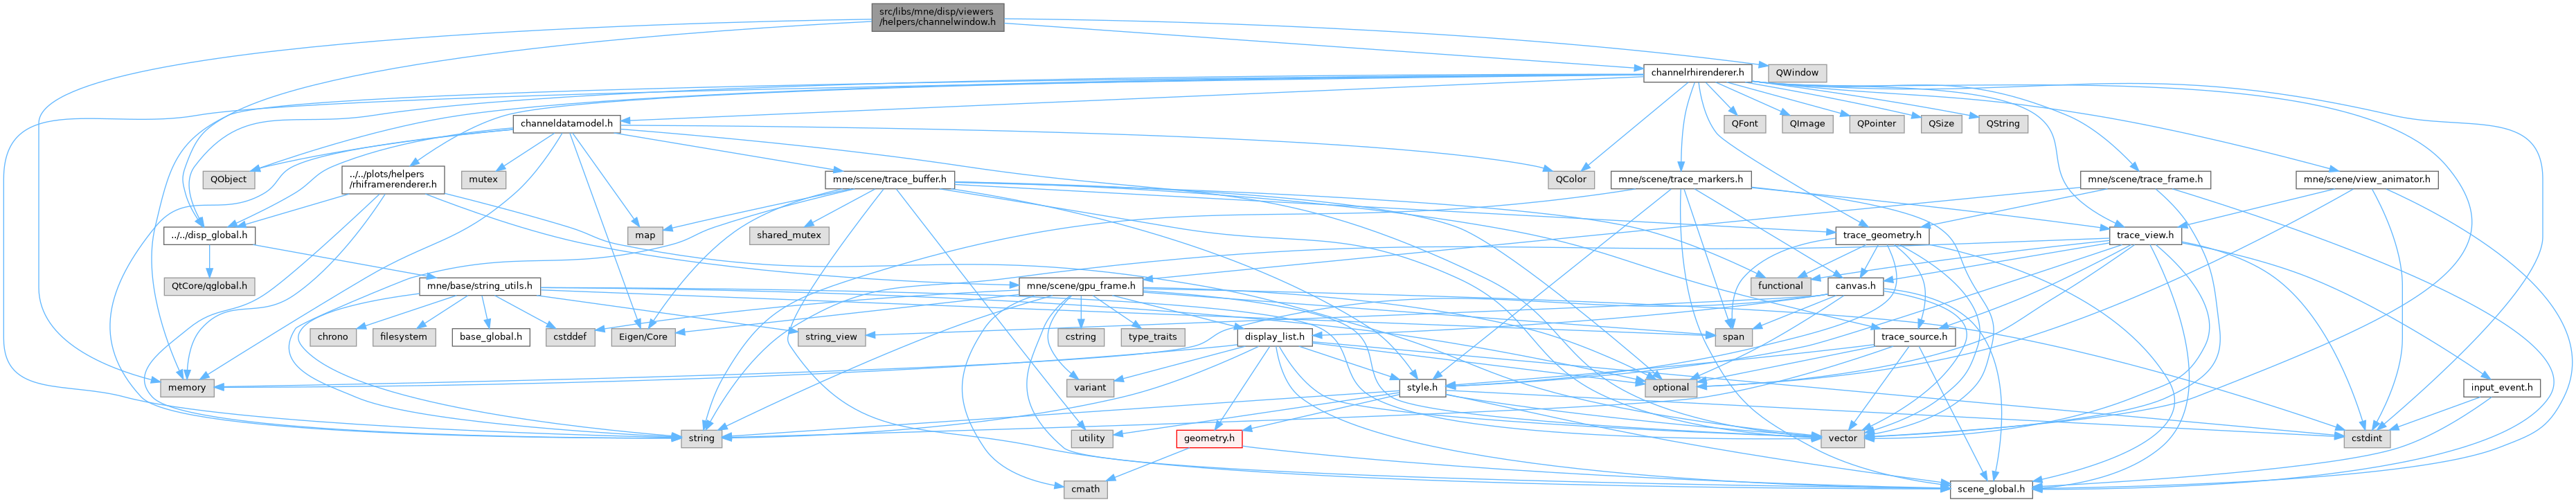 src/libs/mne/disp/viewers
/helpers/channelwindow.h
channelrhirenderer.h
QWindow
channeldatamodel.h
QFont
QImage
QPointer
QSize
QString
QObject
../../plots/helpers
/rhiframerenderer.h
mutex
mne/scene/trace_buffer.h
QColor
mne/scene/trace_markers.h
mne/scene/trace_frame.h
mne/scene/view_animator.h
../../disp_global.h
map
shared_mutex
trace_geometry.h
trace_view.h
QtCore/qglobal.h
mne/base/string_utils.h
mne/scene/gpu_frame.h
functional
canvas.h
chrono
filesystem
base_global.h
cstddef
Eigen/Core
string_view
cstring
type_traits
display_list.h
span
trace_source.h
memory
variant
style.h
optional
input_event.h
string
utility
geometry.h
vector
cstdint
cmath
scene_global.h